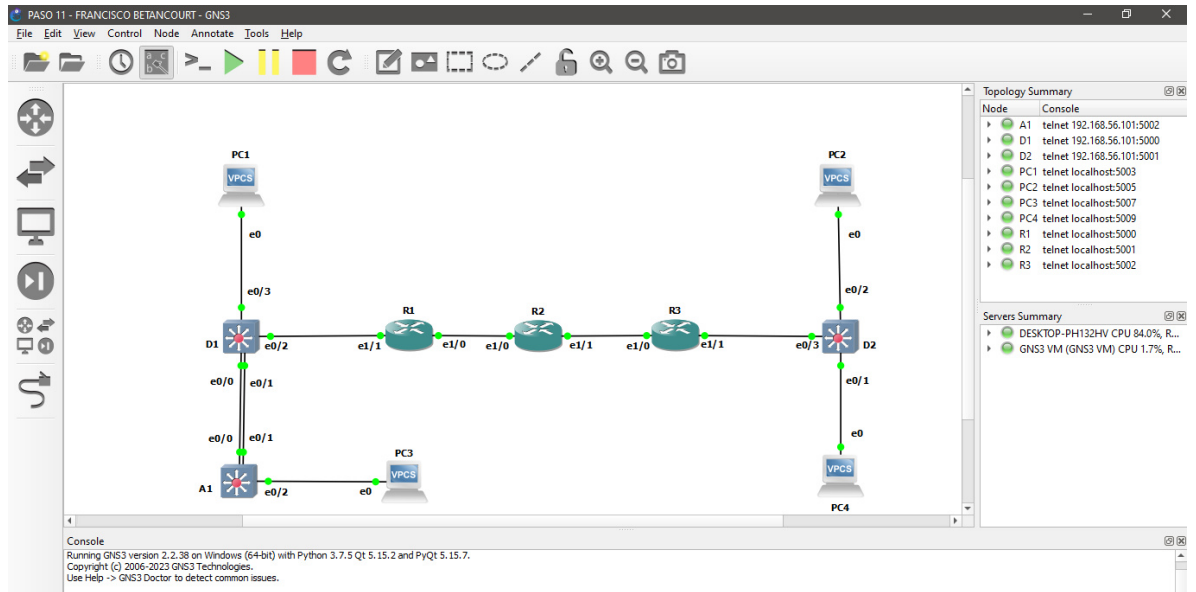 PASO 11 - FRANCISCO BETANCOURT - GNS3
File Edit View Control Node Annotate Tools Help
Topology Summary
Node Console
A1 telnet 192.168.56.101:5002
D1 telnet 192.168.56.101:5000
D2 telnet 192.168.56.101:5001
PC1 telnet localhost:5003
PC2 telnet localhost:5005
PC3 telnet localhost:5007
PC4 telnet localhost:5009
R1 telnet localhost:5000
R2 telnet localhost:5001
R3 telnet localhost:5002
Servers Summary
DESKTOP-PH132HV CPU 84.0%, R...
GNS3 VM (GNS3 VM) CPU 1.7%, R...
PC1 PC2
VPCS VPCS
e0 e0
e0/3 e0/2
R1 R2 R3
D1 e0/2 e1/1 e1/0 e1/0 e1/1 e1/0 e1/1 e0/3 D2
e0/0 e0/1 e0/1
e0/0 e0/1 e0
PC3
VPCS VPCS
A1 e0/2 e0
PC4
Console
Running GNS3 version 2.2.38 on Windows (64-bit) with Python 3.7.5 Qt 5.15.2 and PyQt 5.15.7.
Copyright (c) 2006-2023 GNS3 Technologies.
Use Help -> GNS3 Doctor to detect common issues.